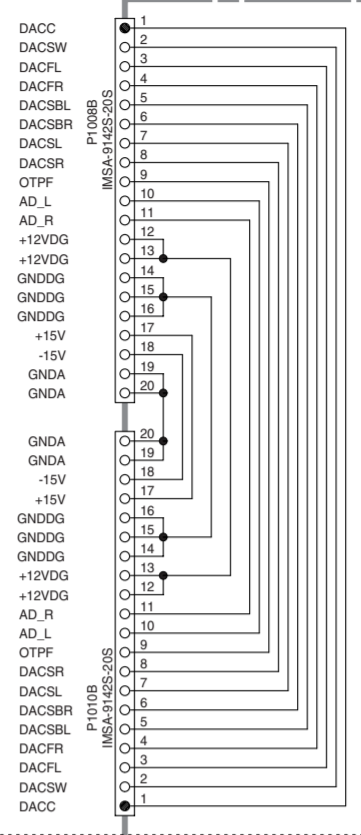 DACC 1
DACSW 2
DACFL 3
DACFR 4
DACSBL 5
DACSBR 6
DACSL 7
DACSR 8
OTPF 9
AD_L 10
AD_R 11
+12VDG 12
+12VDG 13
GNDDG 14
GNDDG 15
GNDDG 16
+15V 17
-15V 18
GNDA 19
GNDA 20
P1008B
IMSA-9142S-20S
GNDA 20
GNDA 19
-15V 18
+15V 17
GNDDG 16
GNDDG 15
GNDDG 14
+12VDG 13
+12VDG 12
AD_R 11
AD_L 10
OTPF 9
DACSR 8
DACSL 7
DACSBR 6
DACSBL 5
DACFR 4
DACFL 3
DACSW 2
DACC 1
P1010B
IMSA-9142S-20S